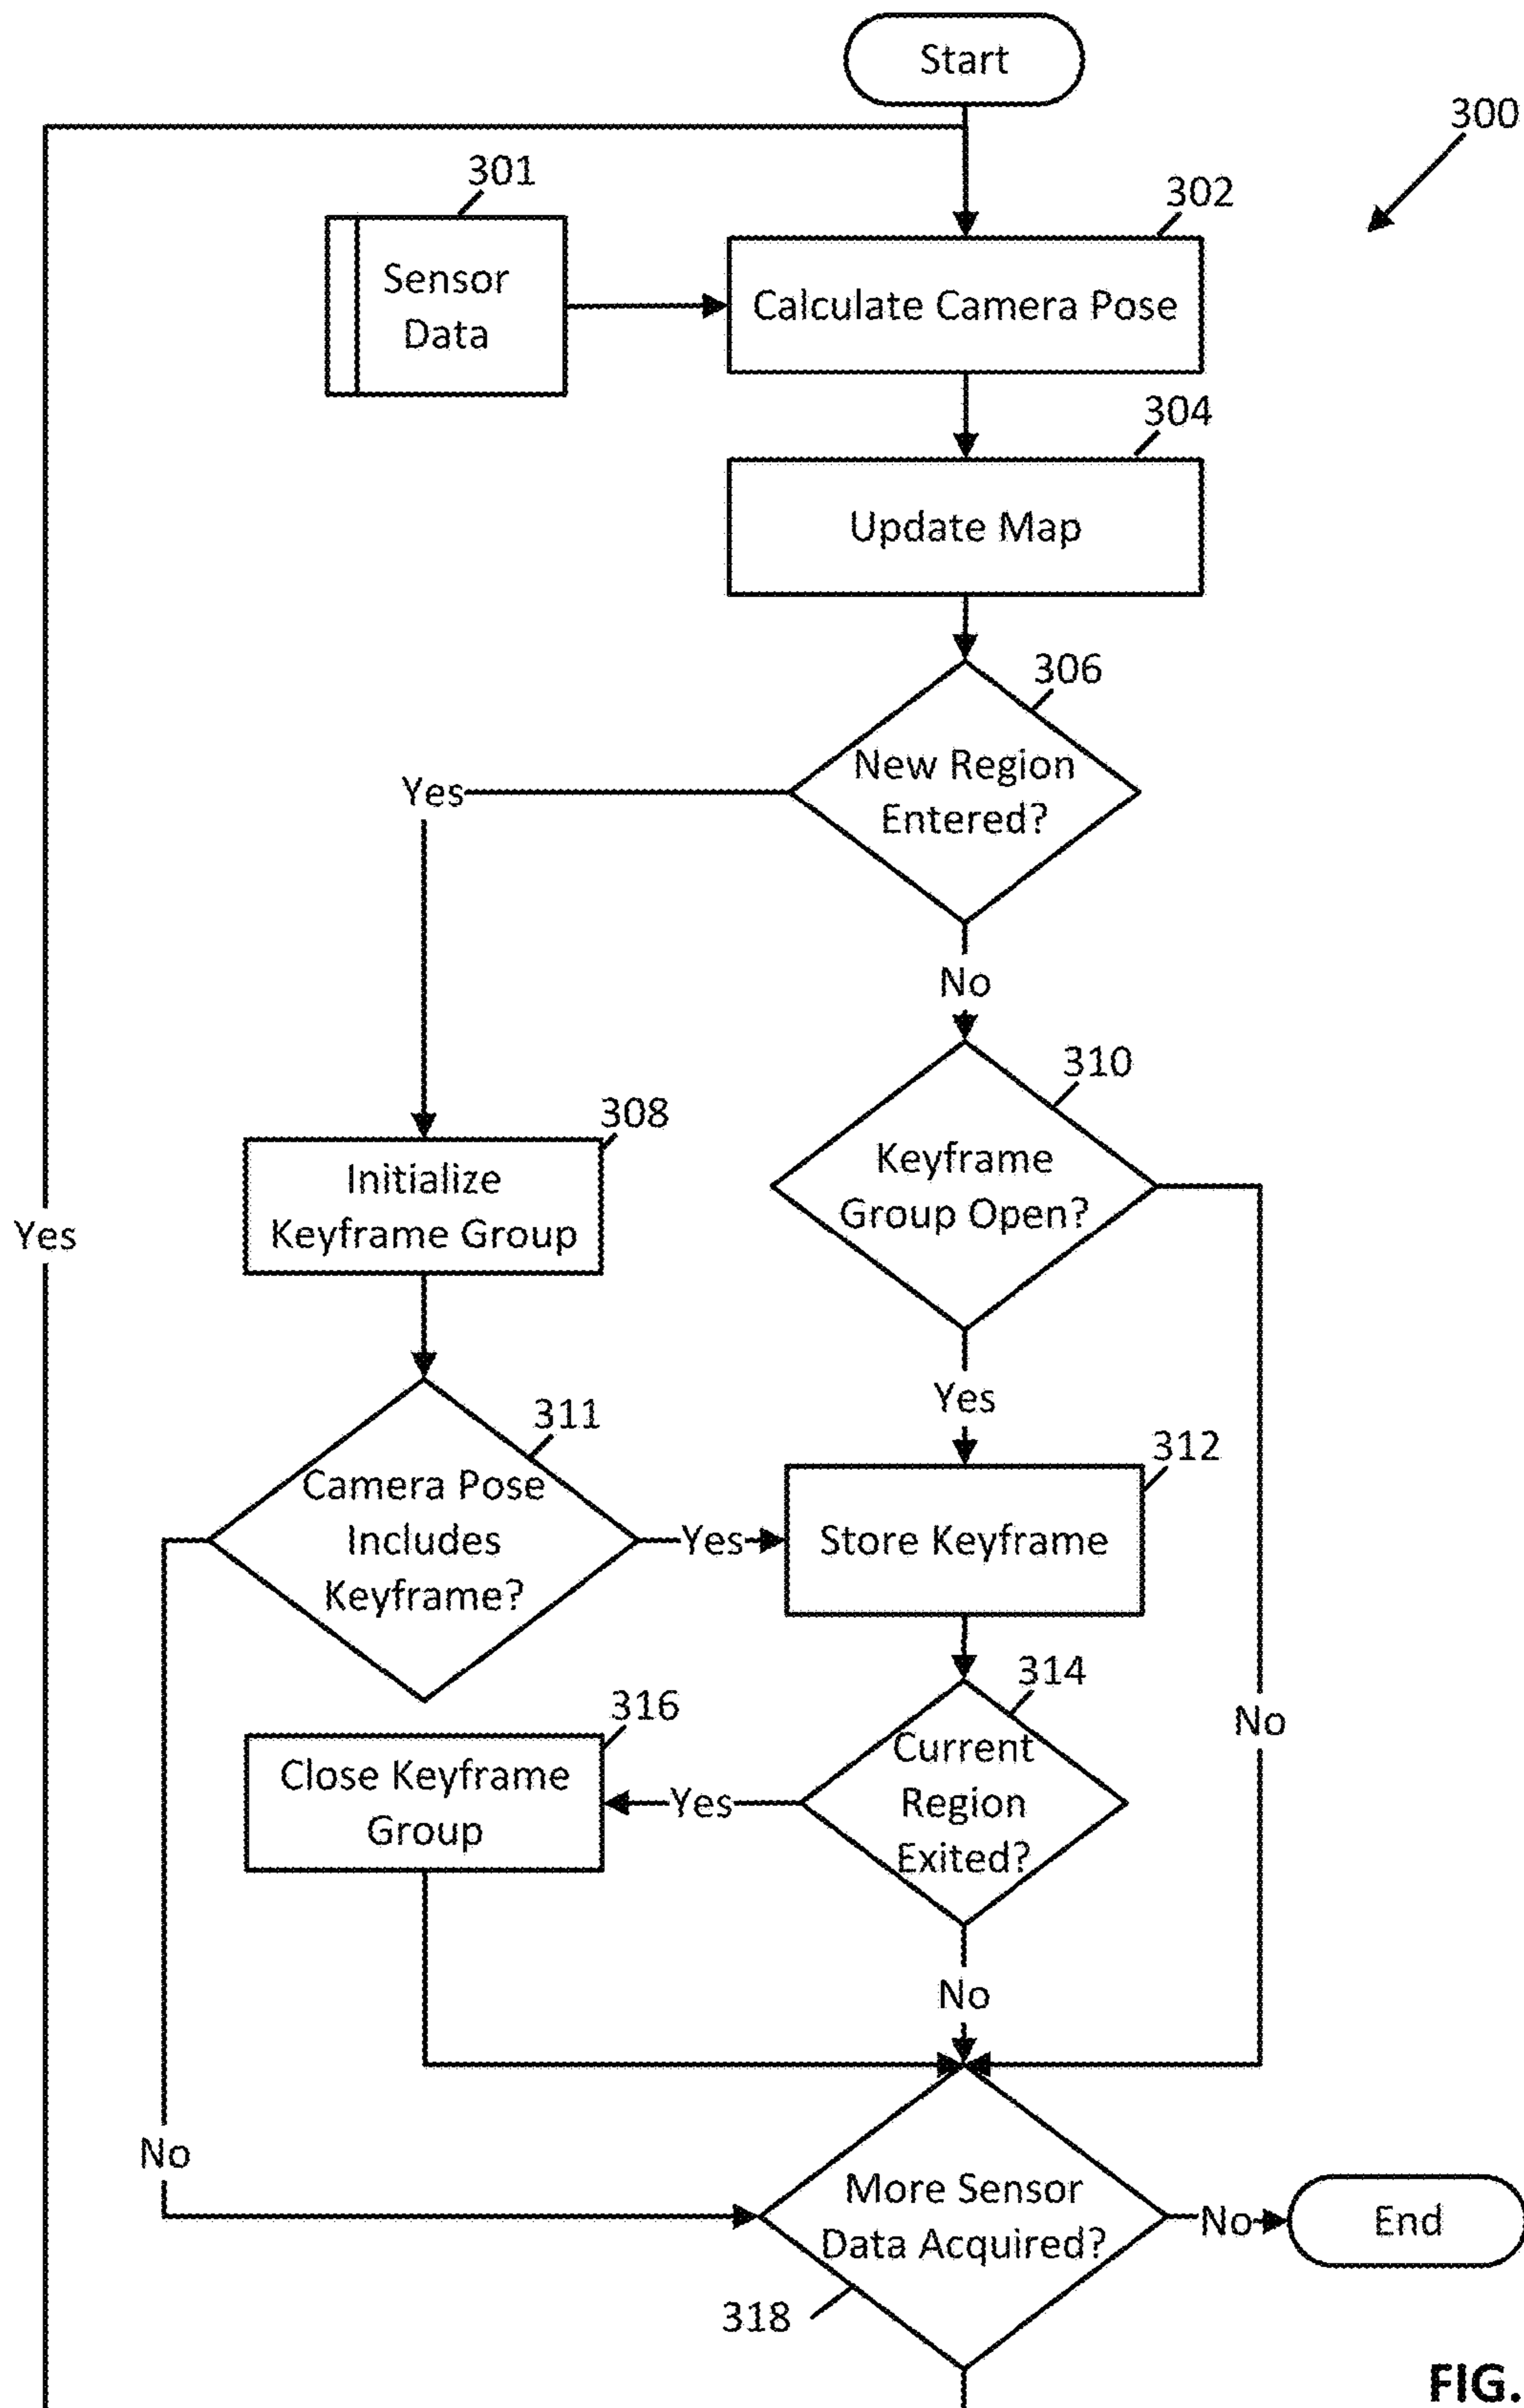 Start
300
301
302
Sensor
Data
Calculate Camera Pose
304
Update Map
306
New Region
Entered?
Yes
No
310
308
Keyframe
Group Open?
Initialize
Keyframe Group
Yes
Yes
311
312
Camera Pose
Includes
Keyframe?
Yes
Store Keyframe
314
316
No
Current
Region
Exited?
Close Keyframe
Group
Yes
No
No
More Sensor
Data Acquired?
No
End
318
FIG.